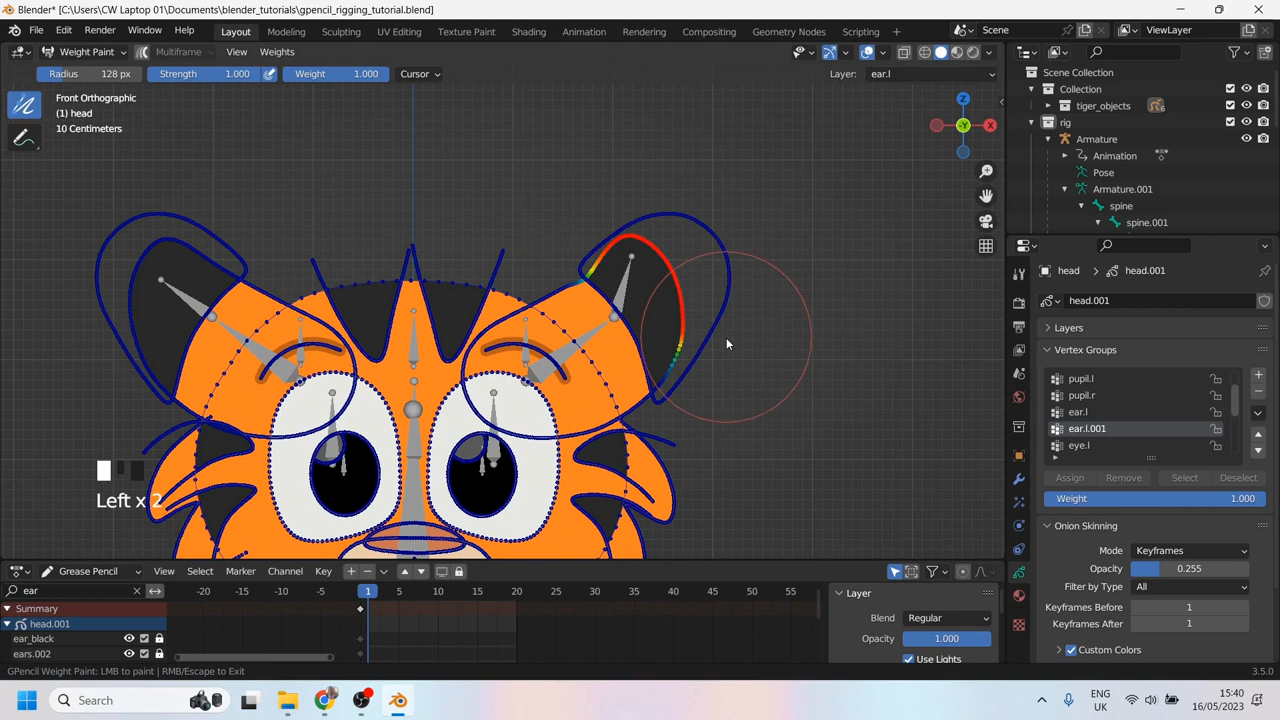 Blender* [C:\Users\CW Laptop 01\Documents\blender_tutorials\gpencil_rigging_tutorial.blend]
File Edit Render Window Help Layout Modeling Sculpting UV Editing Texture Paint Shading Animation Rendering Compositing Geometry Nodes Scripting Scene ViewLayer
Weight Paint Multiframe View Weights
Radius 128 px Strength 1.000 Weight 1.000 Cursor Layer: ear.l
Front Orthographic
(1) head
10 Centimeters
Z
-Y
X
Left x 2
Scene Collection
Collection
tiger_objects
6
rig
Armature
Animation
Pose
Armature.001
spine
spine.001
head head.001
head.001
Layers
Vertex Groups
pupil.l
pupil.r
ear.l
ear.l.001
eye.l
Assign Remove Select Deselect
Weight 1.000
Onion Skinning
Mode Keyframes
Opacity 0.255
Filter by Type All
Keyframes Before 1
Keyframes After 1
Custom Colors
Grease Pencil View Select Marker Channel Key
ear -20 -15 -10 -5 1 5 10 15 20 25 30 35 40 45 50 55
Summary
head.001
ear_black
ears.002
Layer
Blend Regular
Opacity 1.000
Use Lights
GPencil Weight Paint: LMB to paint | RMB/Escape to Exit 3.5.0
Search
ENG
UK
15:40
16/05/2023